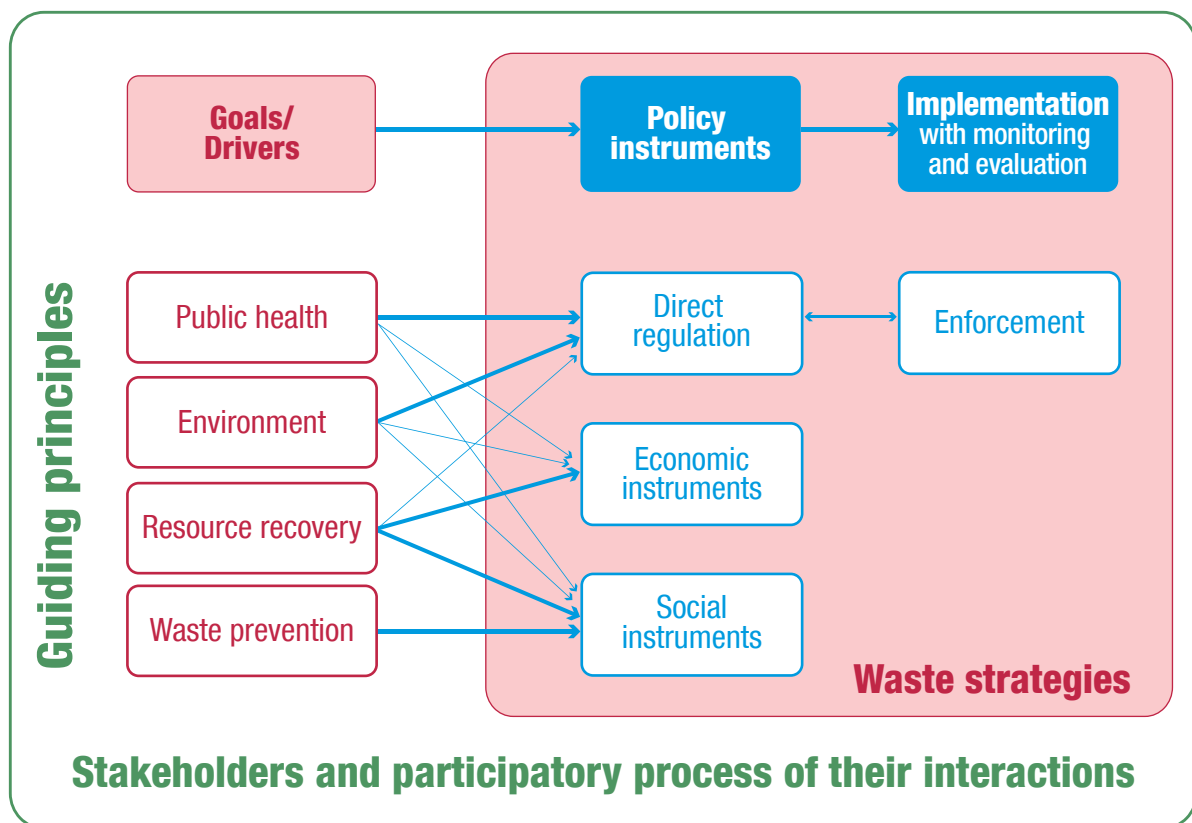 Goals/
Drivers
Policy
instruments
Implementation
with monitoring
and evaluation
Guiding principles
Public health
Direct
regulation
Enforcement
Environment
Economic
instruments
Resource recovery
Waste prevention
Social
instruments
Waste strategies
Stakeholders and participatory process of their interactions